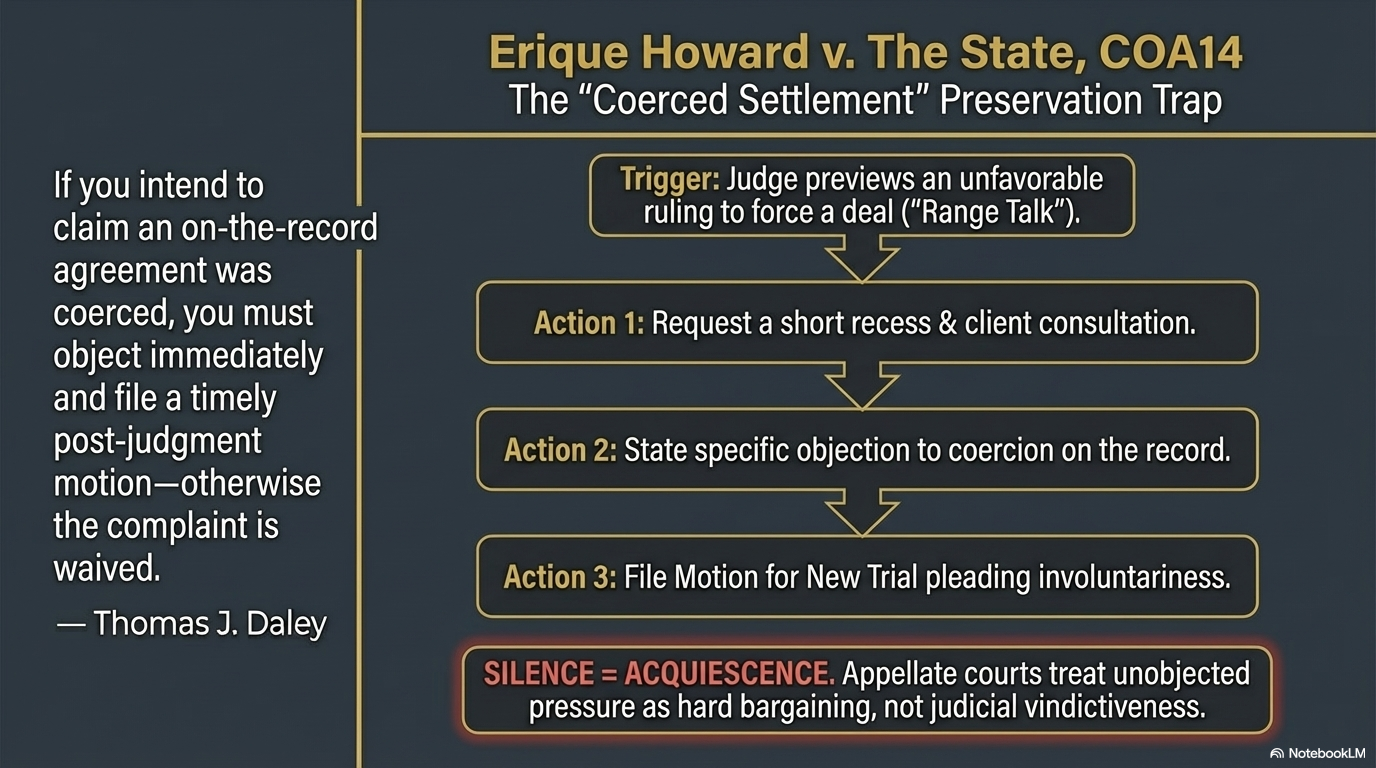 Erique Howard v. The State, COA14
The “Coerced Settlement” Preservation Trap
If you intend to
claim an on-the-record
agreement was
coerced, you must
object immediately
and file a timely
post-judgment
motion—otherwise
the complaint is
waived.
— Thomas J. Daley
Trigger: Judge previews an unfavorable
ruling to force a deal (“Range Talk”).
Action 1: Request a short recess & client consultation.
Action 2: State specific objection to coercion on the record.
Action 3: File Motion for New Trial pleading involuntariness.
SILENCE = ACQUIESCENCE. Appellate courts treat unobjected
pressure as hard bargaining, not judicial vindictiveness.
NotebookLM